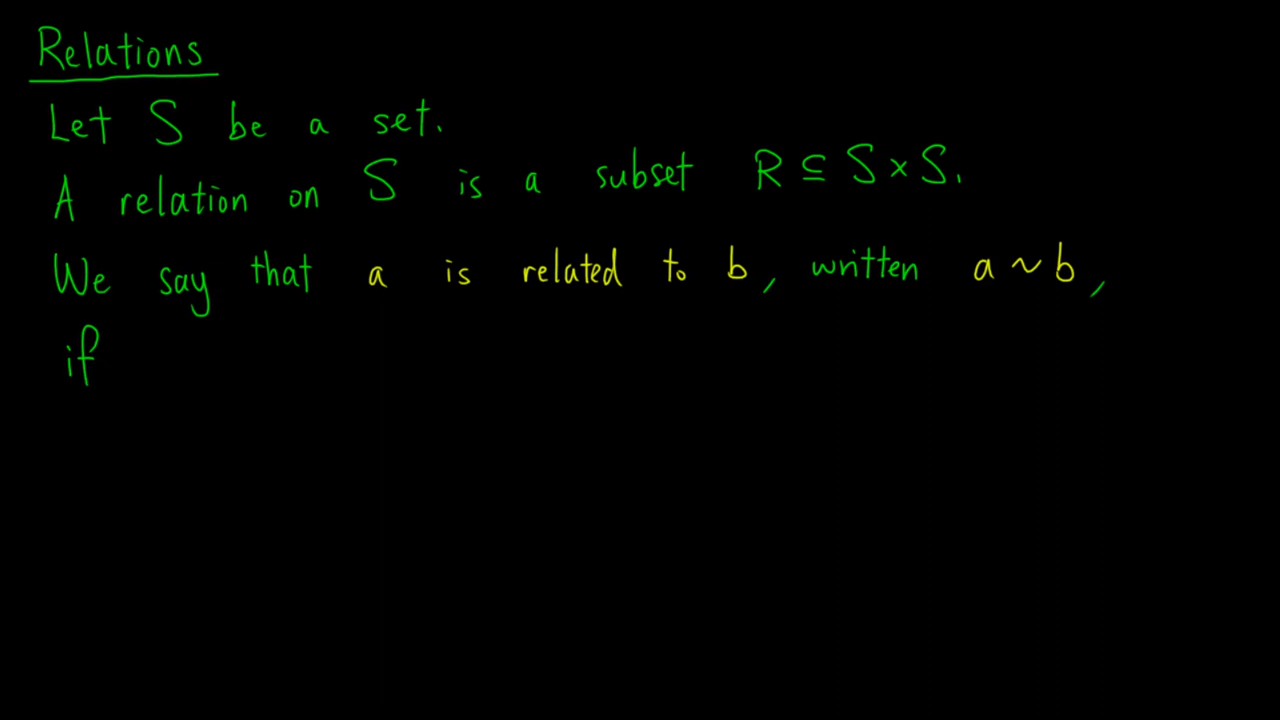 Relations
Let S be a set.
A relation on S is a subset R ⊆ S × S.
We say that a is related to b, written a ~ b,
if